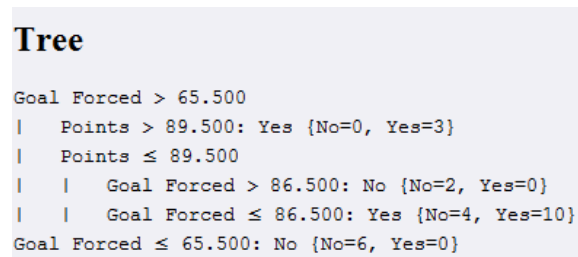 Tree
Goal Forced > 65.500
|   Points > 89.500: Yes {No=0, Yes=3}
|   Points ≤ 89.500
|   |   Goal Forced > 86.500: No {No=2, Yes=0}
|   |   Goal Forced ≤ 86.500: Yes {No=4, Yes=10}
Goal Forced ≤ 65.500: No {No=6, Yes=0}